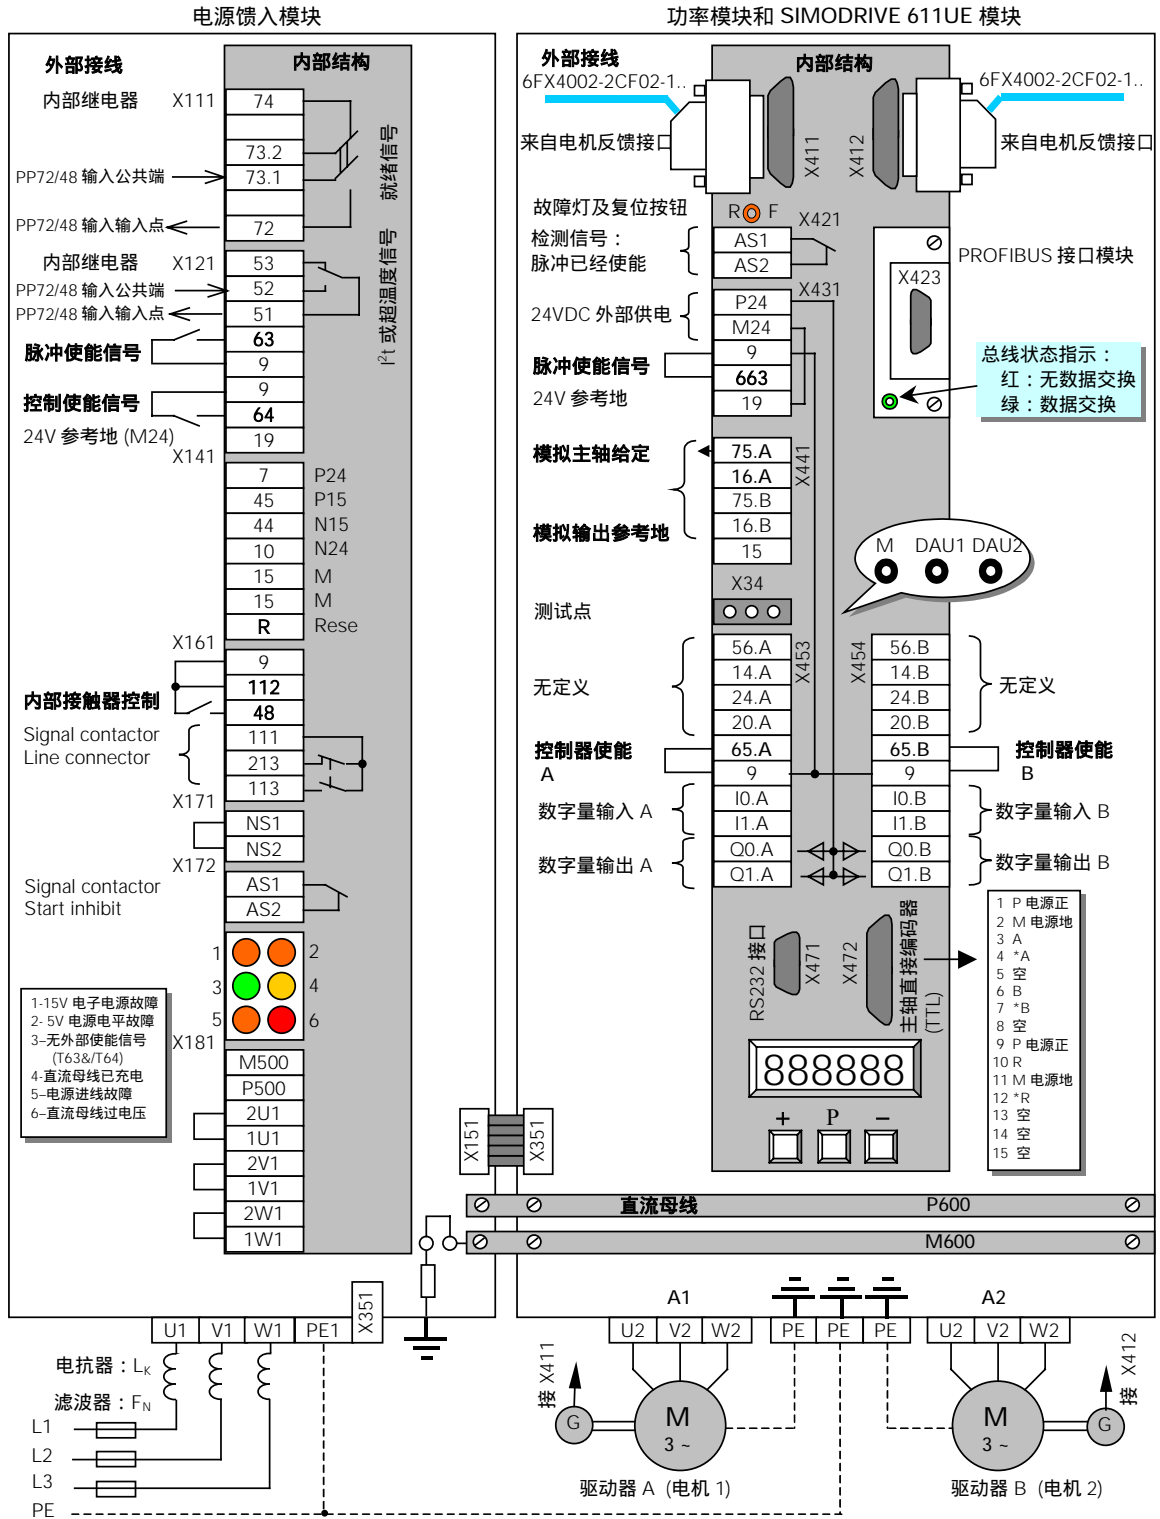 电源馈入模块
外部接线
内部结构
内部继电器
X111
74
73.2
73.1
72
就绪信号
PP72/48 输入公共端
PP72/48 输入输入点
内部继电器
X121
53
52
51
63
9
9
64
19
I²t 或超温度信号
PP72/48 输入公共端
PP72/48 输入输入点
脉冲使能信号
控制使能信号
24V 参考地 (M24)
X141
7 P24
45 P15
44 N15
10 N24
15 M
15 M
R Rese
X161
9
112
48
111
213
113
内部接触器控制
Signal contactor
Line connector
X171
NS1
NS2
X172
AS1
AS2
Signal contactor
Start inhibit
1 2
3 4
5 6
1-15V 电子电源故障
2- 5V 电源电平故障
3–无外部使能信号
(T63&/T64)
4-直流母线已充电
5–电源进线故障
6–直流母线过电压
X181
M500
P500
2U1
1U1
2V1
1V1
2W1
1W1
X351
U1 V1 W1 PE1
电抗器：LK
滤波器：FN
L1
L2
L3
PE
功率模块和 SIMODRIVE 611UE 模块
外部接线
内部结构
6FX4002-2CF02-1..
6FX4002-2CF02-1..
来自电机反馈接口
来自电机反馈接口
X411
X412
故障灯及复位按钮
R F
X421
检测信号：
脉冲已经使能
AS1
AS2
X431
24VDC 外部供电
P24
M24
9
663
19
脉冲使能信号
24V 参考地
PROFIBUS 接口模块
X423
总线状态指示：
红：无数据交换
绿：数据交换
模拟主轴给定
模拟输出参考地
75.A
16.A
75.B
16.B
15
X441
M DAU1 DAU2
X34
测试点
X453
X454
56.A
14.A
24.A
20.A
65.A
9
I0.A
I1.A
Q0.A
Q1.A
56.B
14.B
24.B
20.B
65.B
9
I0.B
I1.B
Q0.B
Q1.B
无定义
无定义
控制器使能
A
控制器使能
B
数字量输入 A
数字量输入 B
数字量输出 A
数字量输出 B
RS232 接口
X471
X472
主轴直接编码器
(TTL)
1 P 电源正
2 M 电源地
3 A
4 *A
5 空
6 B
7 *B
8 空
9 P 电源正
10 R
11 M 电源地
12 *R
13 空
14 空
15 空
888888
+ P −
X151
X351
直流母线 P600
M600
A1
A2
U2 V2 W2 PE PE PE U2 V2 W2
接 X411
接 X412
G
M
3 ~
M
3 ~
G
驱动器 A (电机 1)
驱动器 B (电机 2)